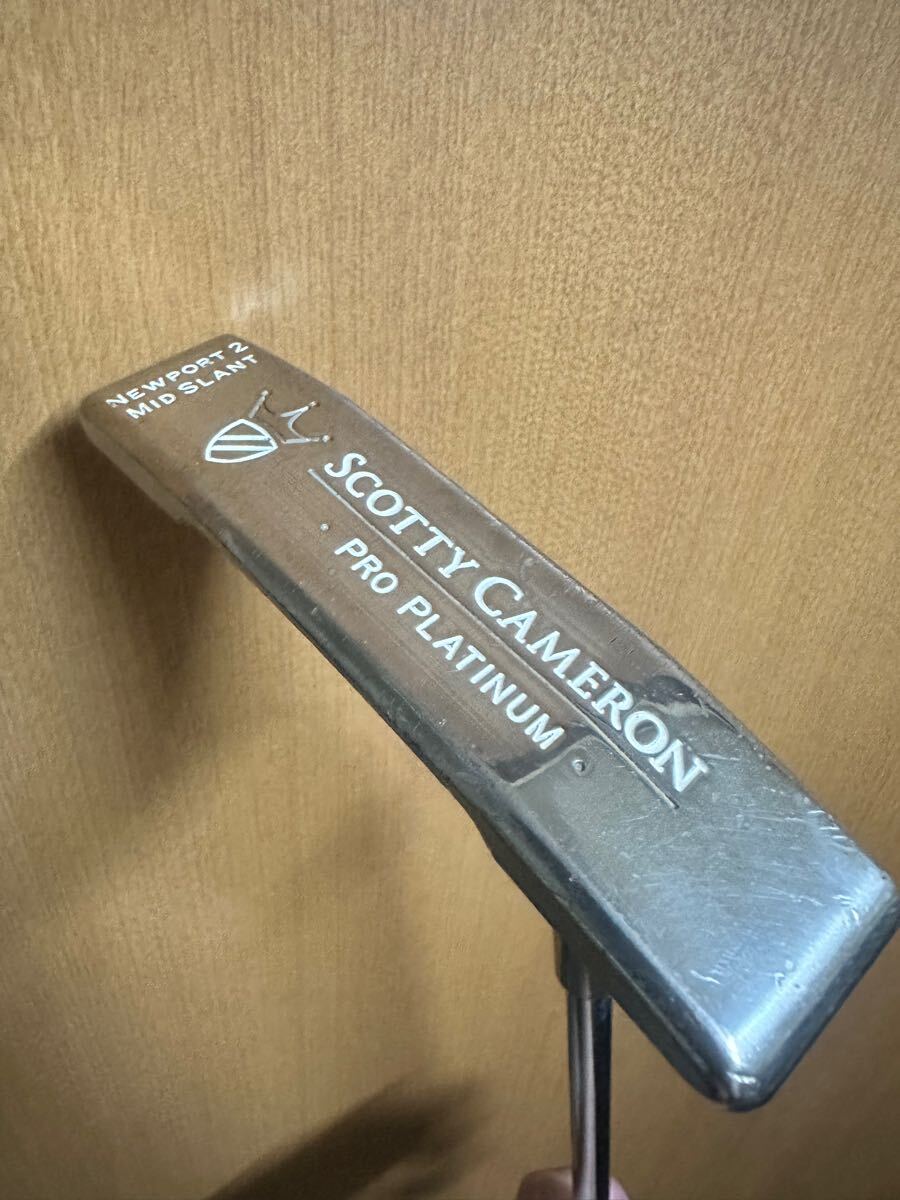 NEWPORT 2
MID SLANT
SCOTTY CAMERON
PRO PLATINUM